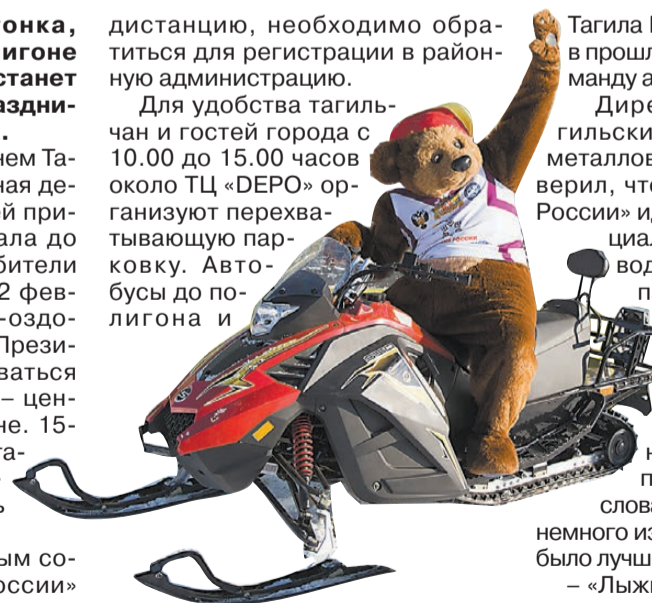 онка,
игоне
станет
аздни-
.
нем Та-
ная де-
й при-
ала до
бители
2 фев-
-оздо-
Прези-
ваться
– цен-
не. 15-
та-
ь
ым со-
оссии»
дистанцию, необходимо обра-
титься для регистрации в район-
ную администрацию.
Для удобства тагиль-
чан и гостей города с
10.00 до 15.00 часов
около ТЦ «DEPO» ор-
ганизуют перехва-
тывающую пар-
ковку. Авто-
бусы до по-
лигона и
Тагила
в прошл
манду а
Дире
гильски
металлов
верил, что
России» и
циал
вод
п
н
п
слова
немного из
было лучш
– «Лыж